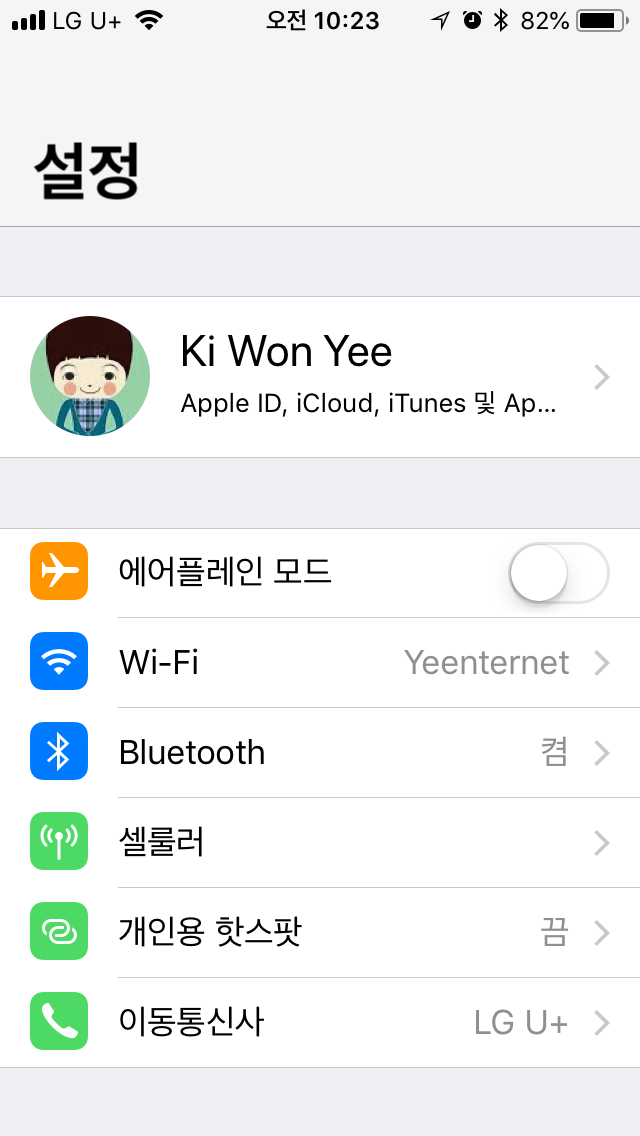 LG U+ 오전 10:23 82%
설정
Ki Won Yee
Apple ID, iCloud, iTunes 및 Ap...
에어플레인 모드
Wi-Fi Yeenternet
Bluetooth 켬
셀룰러
개인용 핫스팟 끔
이동통신사 LG U+